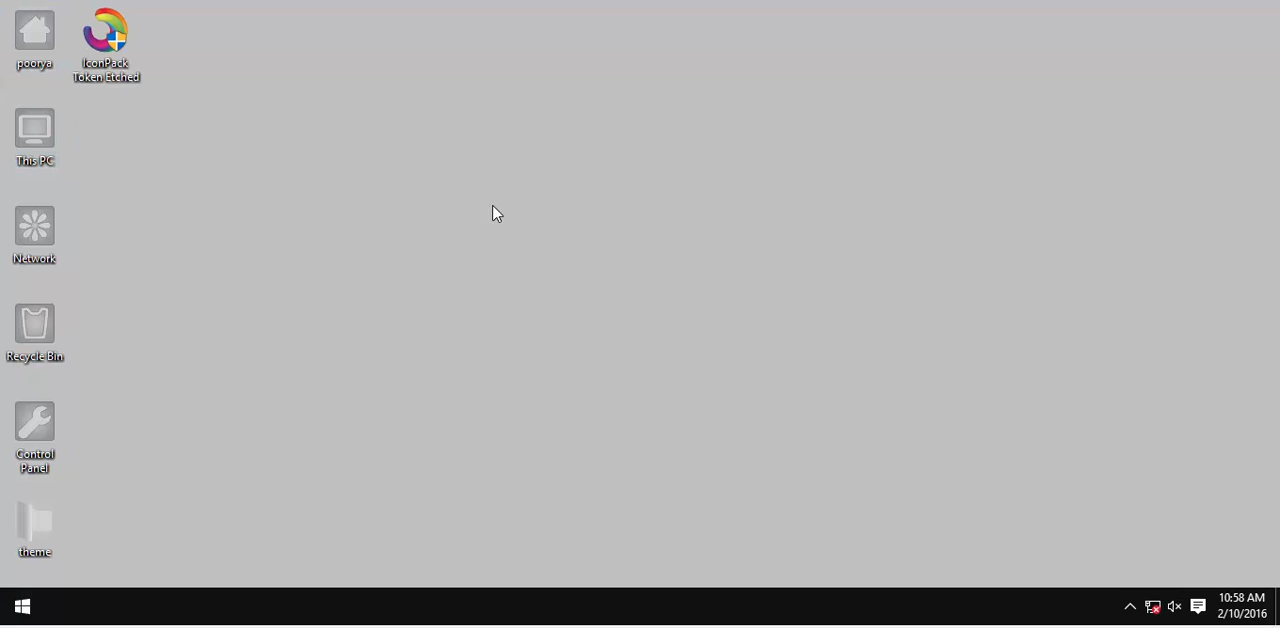 poorya
IconPack
Token Etched
This PC
Network
Recycle Bin
Control
Panel
theme
10:58 AM
2/10/2016